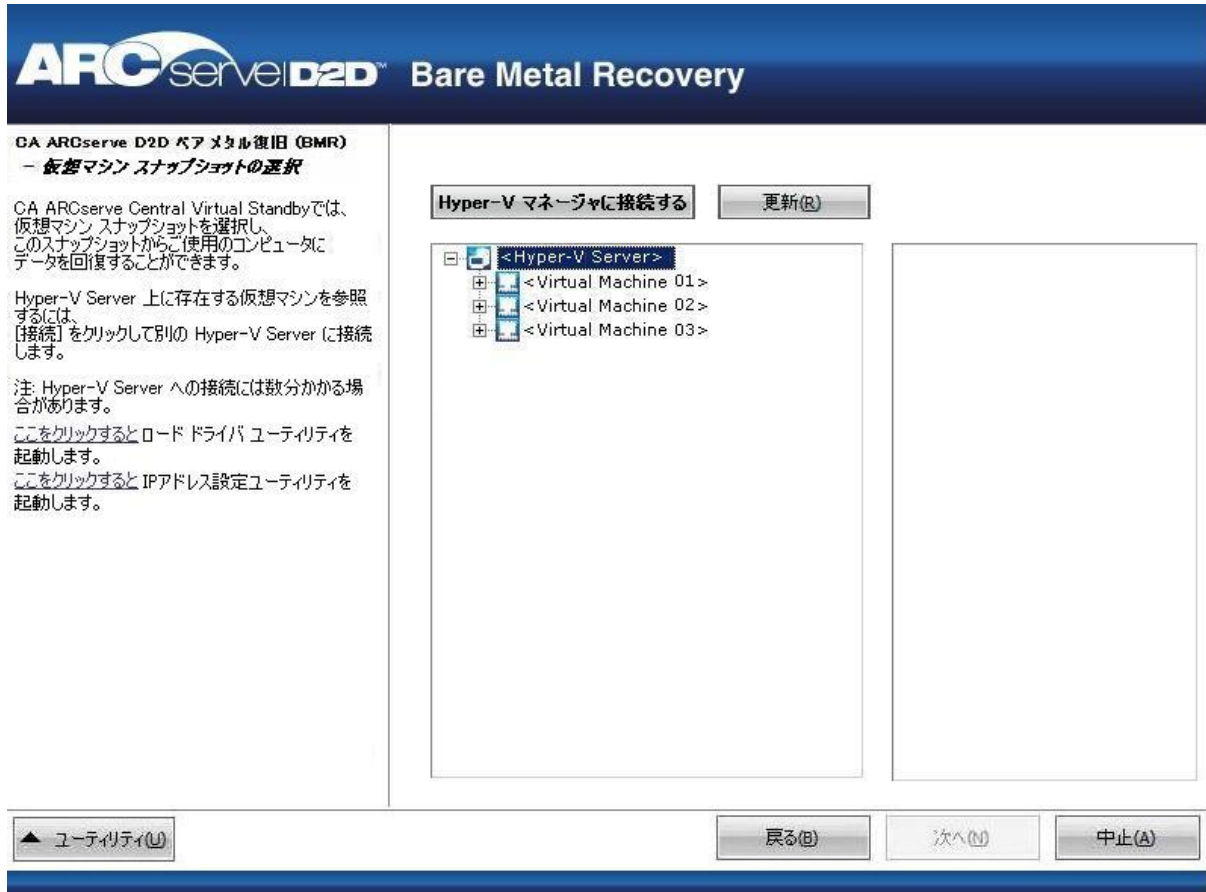 ARCserve D2D™ Bare Metal Recovery
CA ARCserve D2D ベア メタル復旧 (BMR)
- 仮想マシン スナップショットの選択
CA ARCserve Central Virtual Standbyでは、
仮想マシン スナップショットを選択し、
このスナップショットからご使用のコンピュータに
データを回復することができます。
Hyper-V Server 上に存在する仮想マシンを参照
するには、
[接続] をクリックして別の Hyper-V Server に接続
します。
注: Hyper-V Server への接続には数分かかる場
合があります。
ここをクリックするとロード ドライバ ユーティリティを
起動します。
ここをクリックすると IPアドレス設定ユーティリティを
起動します。
Hyper-V マネージャに接続する
更新(R)
<Hyper-V Server>
<Virtual Machine 01>
<Virtual Machine 02>
<Virtual Machine 03>
▲ ユーティリティ(U)
戻る(B)
次へ(N)
中止(A)